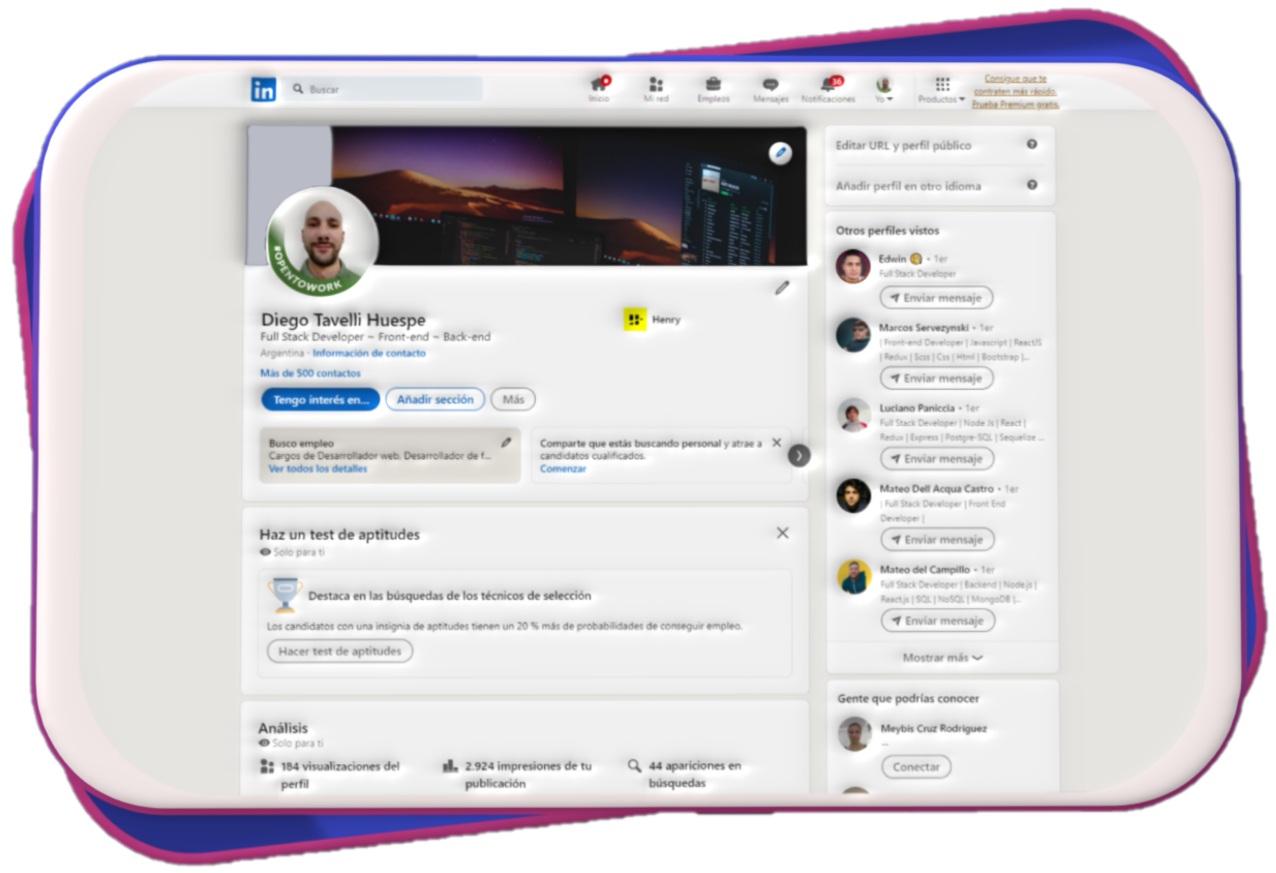 in
Buscar
Inicio
Mi red
Empleos
Mensajes
36
Notificaciones
Yo
Productos
Consigue que te
contraten más rápido.
Prueba Premium gratis.
#OPENTOWORK
Diego Tavelli Huespe
Full Stack Developer ~ Front-end ~ Back-end
Argentina · Información de contacto
Más de 500 contactos
Henry
Tengo interés en...
Añadir sección
Más
Busco empleo
Cargos de Desarrollador web, Desarrollador de f...
Ver todos los detalles
Comparte que estás buscando personal y atrae a
candidatos cualificados.
Comenzar
Haz un test de aptitudes
Solo para ti
Destaca en las búsquedas de los técnicos de selección
Los candidatos con una insignia de aptitudes tienen un 20 % más de probabilidades de conseguir empleo.
Hacer test de aptitudes
Análisis
Solo para ti
184 visualizaciones del
perfil
2.924 impresiones de tu
publicación
44 apariciones en
búsquedas
Editar URL y perfil público
Añadir perfil en otro idioma
Otros perfiles vistos
Edwin • 1er
Full Stack Developer
Enviar mensaje
Marcos Servezynski • 1er
| Front-end Developer | Javascript | ReactJS
| Redux | Scss | Css | Html | Bootstrap |...
Enviar mensaje
Luciano Paniccia • 1er
Full Stack Developer | Node Js | React |
Redux | Express | Postgre-SQL | Sequelize ...
Enviar mensaje
Mateo Dell Acqua Castro • 1er
| Full Stack Developer | Front End
Developer |
Enviar mensaje
Mateo del Campillo • 1er
Full Stack Developer | Backend | Node.js |
React.js | SQL | NoSQL | MongoDB |...
Enviar mensaje
Mostrar más
Gente que podrías conocer
Meybis Cruz Rodriguez
...
Conectar